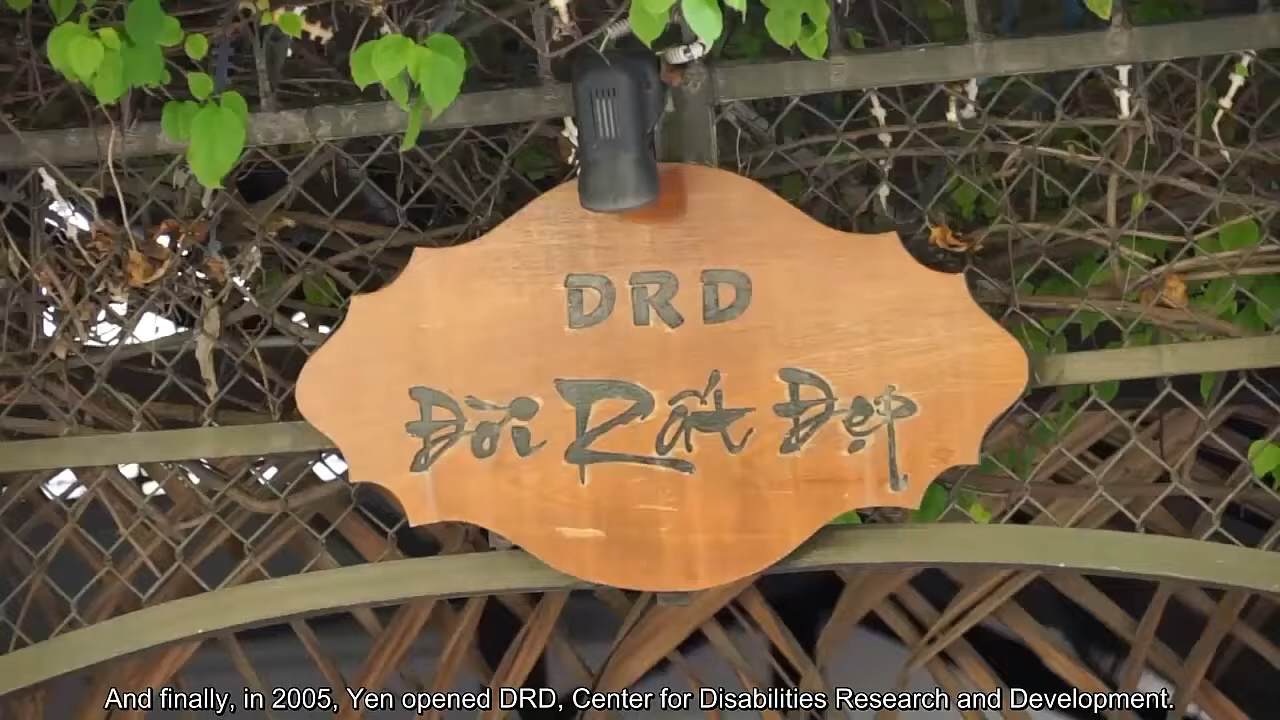 DRD
Đời Rất Đẹp
And finally, in 2005, Yen opened DRD, Center for Disabilities Research and Development.